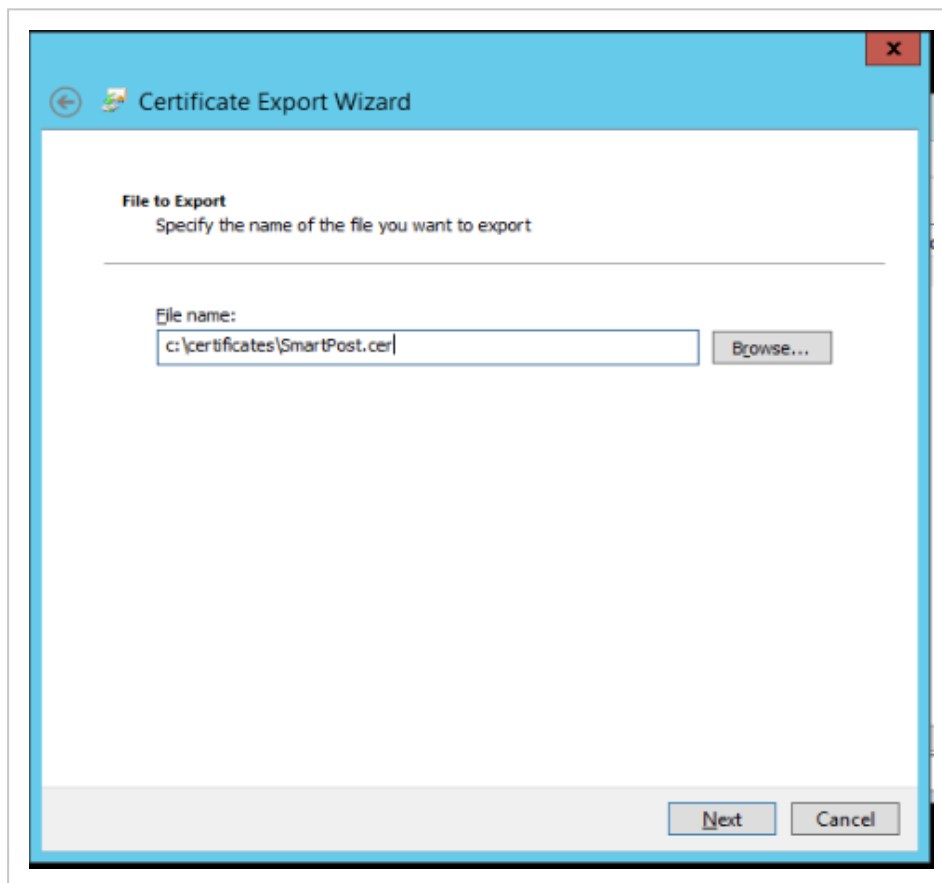 x
Certificate Export Wizard
File to Export
Specify the name of the file you want to export
File name:
c:\certificates\SmartPost.cer
Browse...
Next
Cancel